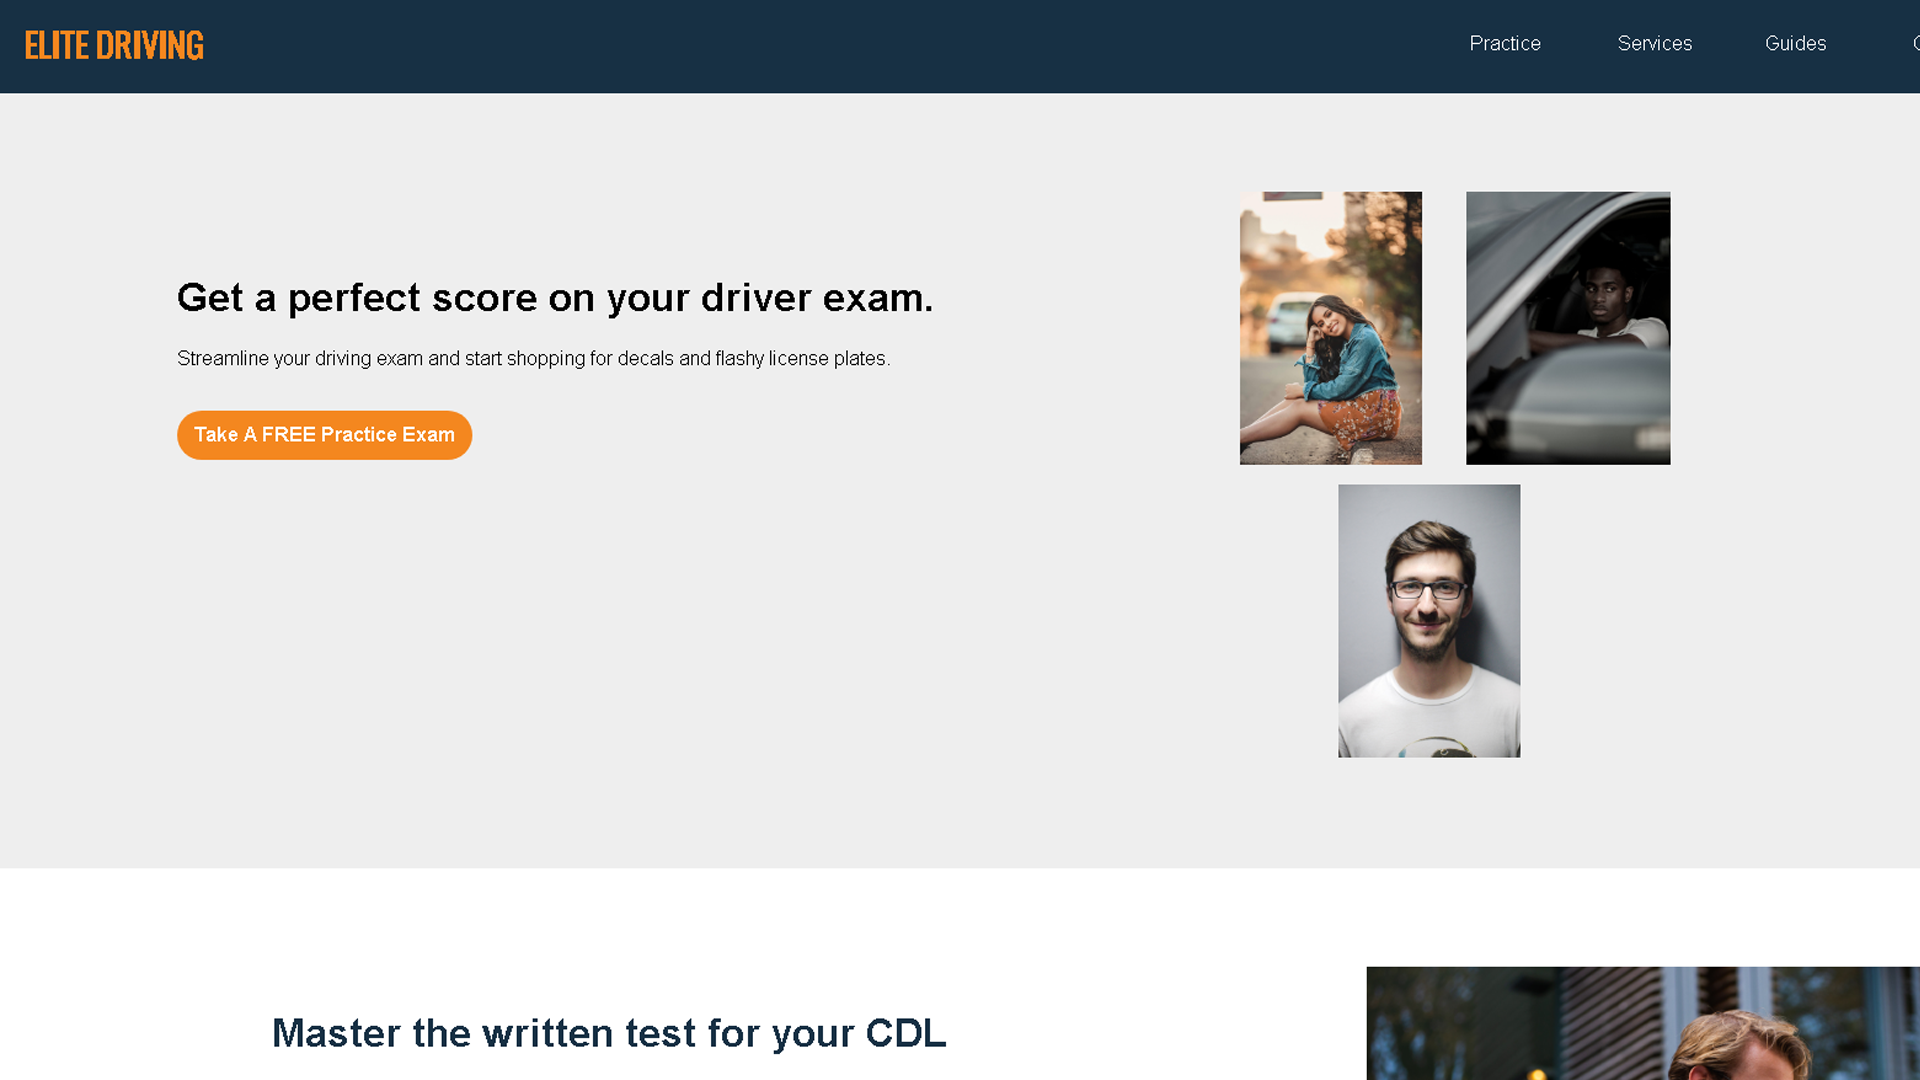 ELITE DRIVING
Practice
Services
Guides
Get a perfect score on your driver exam.
Streamline your driving exam and start shopping for decals and flashy license plates.
Take A FREE Practice Exam
Master the written test for your CDL